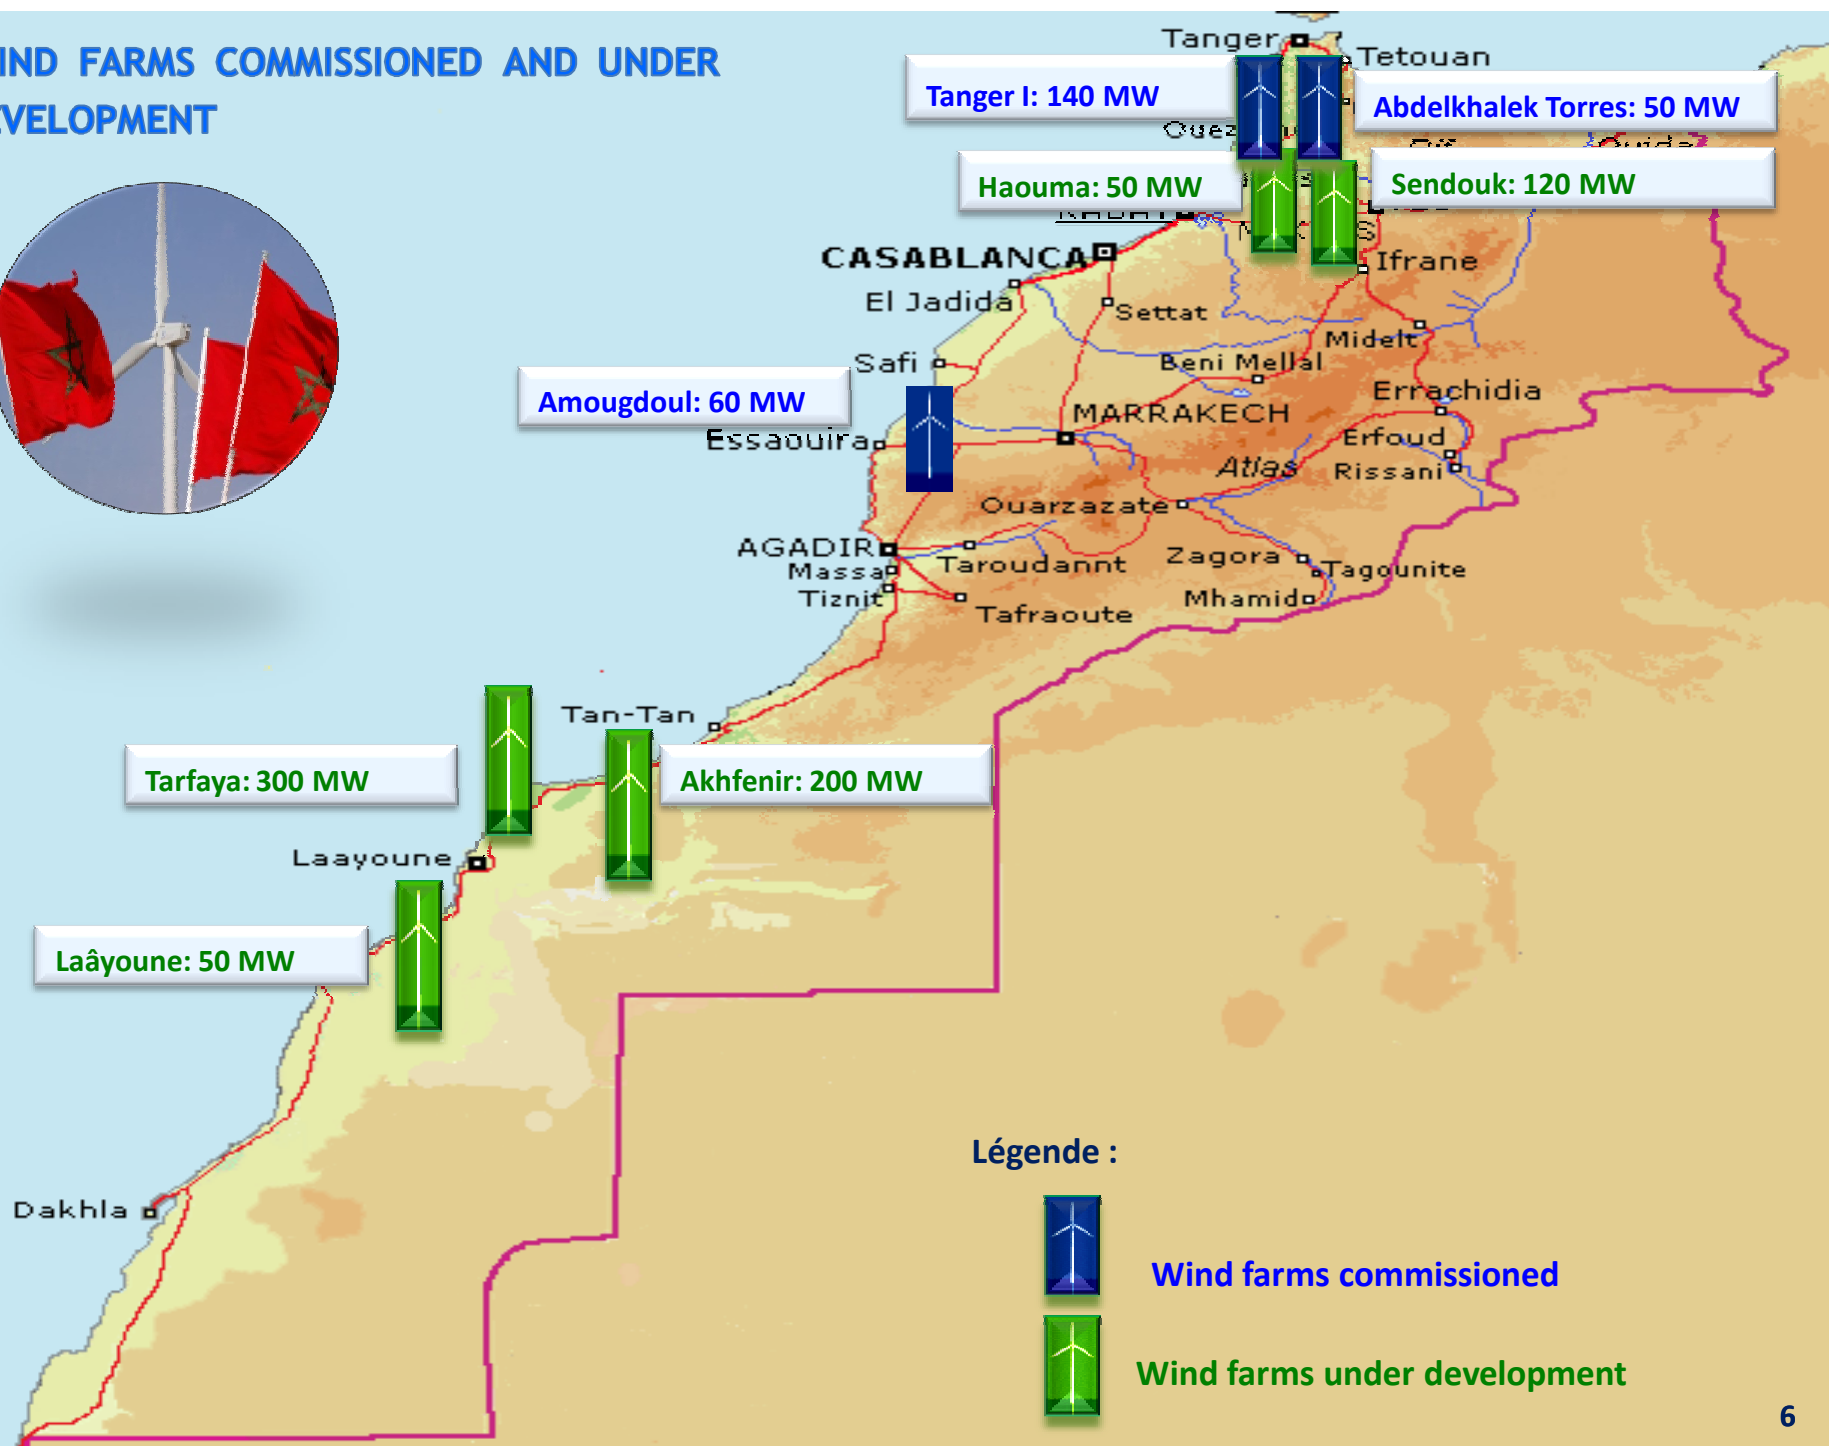 IND FARMS COMMISSIONED AND UNDER
VELOPMENT
Tanger
Tetouan
Tanger I: 140 MW
Abdelkhalek Torres: 50 MW
Haouma: 50 MW
Sendouk: 120 MW
CASABLANCA
Ifrane
El Jadida
Settat
Midelt
Safi
Beni Mellal
Errachidia
Amougdoul: 60 MW
MARRAKECH
Essaouira
Erfoud
Atlas
Rissani
Ouarzazate
AGADIR
Zagora
Massa
Taroudannt
Tagounite
Tiznit
Mhamid
Tafraoute
Tan-Tan
Tarfaya: 300 MW
Akhfenir: 200 MW
Laayoune
Laâyoune: 50 MW
Légende :
Dakhla
Wind farms commissioned
Wind farms under development
6